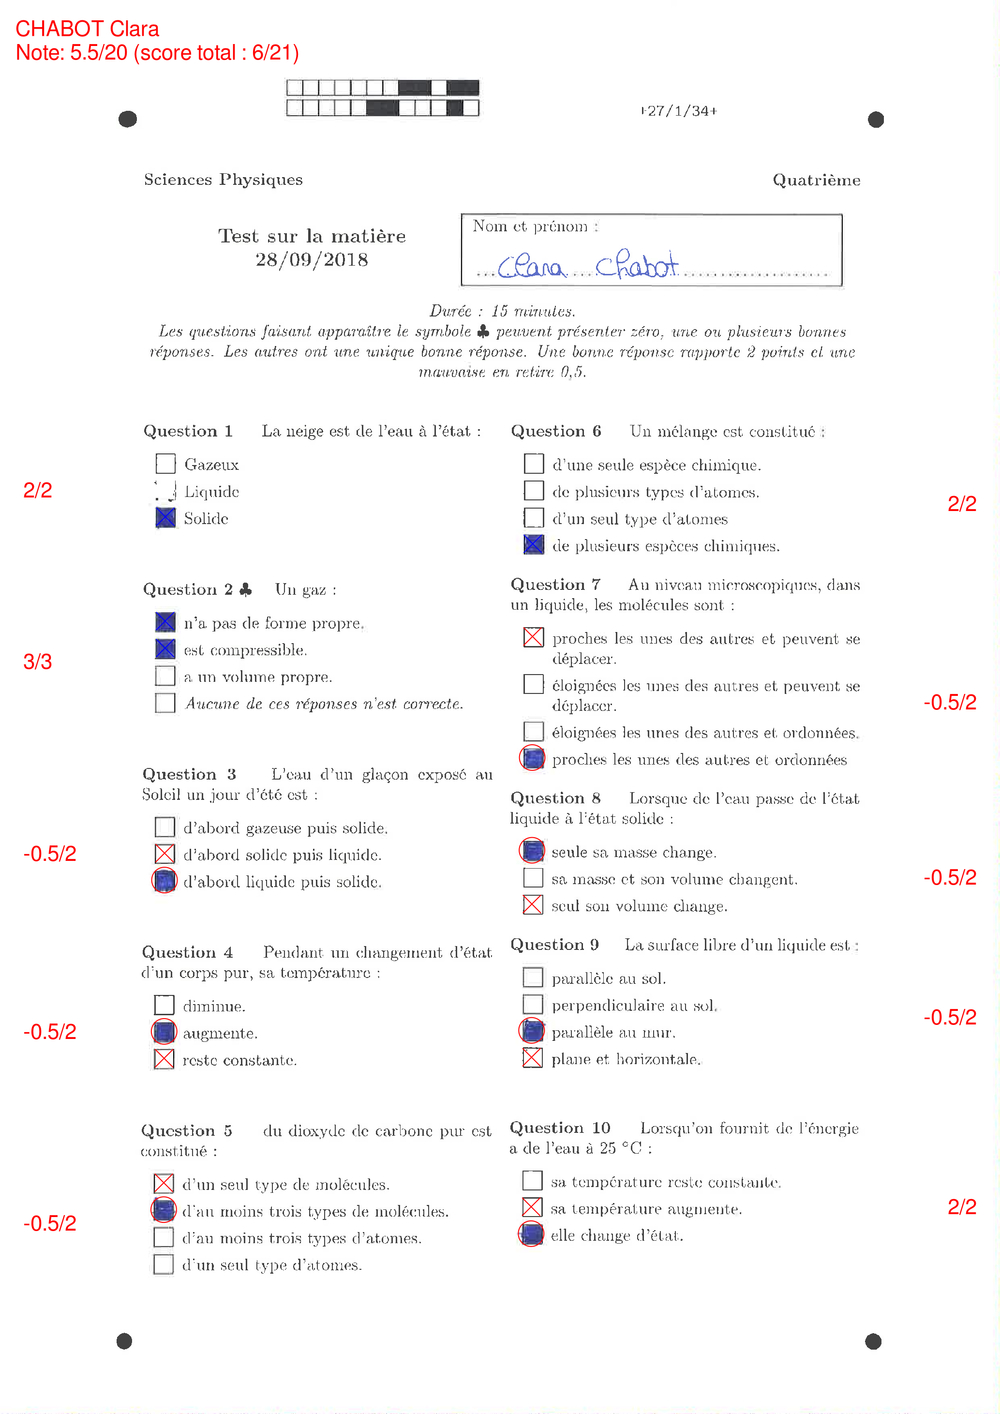 CHABOT Clara
Note: 5.5/20 (score total : 6/21)
+27/1/34+
Sciences Physiques
Quatrième
Test sur la matière
28/09/2018
Nom et prénom :
Clara Chabot
Durée : 15 minutes.
Les questions faisant apparaître le symbole ♣ peuvent présenter zéro, une ou plusieurs bonnes
réponses. Les autres ont une unique bonne réponse. Une bonne réponse rapporte 2 points et une
mauvaise en retire 0,5.
Question 1 La neige est de l'eau à l'état :
Gazeux
2/2
Liquide
Solide
Question 2 ♣ Un gaz :
n'a pas de forme propre.
est compressible.
3/3
a un volume propre.
Aucune de ces réponses n'est correcte.
Question 3 L'eau d'un glaçon exposé au
Soleil un jour d'été est :
d'abord gazeuse puis solide.
-0.5/2
d'abord solide puis liquide.
d'abord liquide puis solide.
Question 4 Pendant un changement d'état
d'un corps pur, sa température :
diminue.
-0.5/2
augmente.
reste constante.
Question 5 du dioxyde de carbone pur est
constitué :
d'un seul type de molécules.
d'au moins trois types de molécules.
-0.5/2
d'au moins trois types d'atomes.
d'un seul type d'atomes.
Question 6 Un mélange est constitué :
d'une seule espèce chimique.
de plusieurs types d'atomes.
2/2
d'un seul type d'atomes
de plusieurs espèces chimiques.
Question 7 Au niveau microscopiques, dans
un liquide, les molécules sont :
proches les unes des autres et peuvent se
déplacer.
éloignées les unes des autres et peuvent se
déplacer.
-0.5/2
éloignées les unes des autres et ordonnées.
proches les unes des autres et ordonnées
Question 8 Lorsque de l'eau passe de l'état
liquide à l'état solide :
seule sa masse change.
sa masse et son volume changent.
-0.5/2
seul son volume change.
Question 9 La surface libre d'un liquide est :
parallèle au sol.
perpendiculaire au sol.
-0.5/2
parallèle au mur.
plane et horizontale.
Question 10 Lorsqu'on fournit de l'énergie
a de l'eau à 25 °C :
sa température reste constante.
sa température augmente.
2/2
elle change d'état.